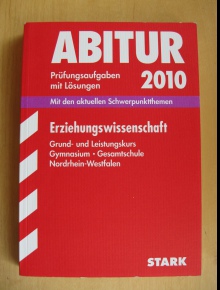 ABITUR
Prüfungsaufgaben 2010
mit Lösungen
Mit den aktuellen Schwerpunktthemen
Erziehungswissenschaft
Grund- und Leistungskurs
Gymnasium · Gesamtschule
Nordrhein-Westfalen
STARK